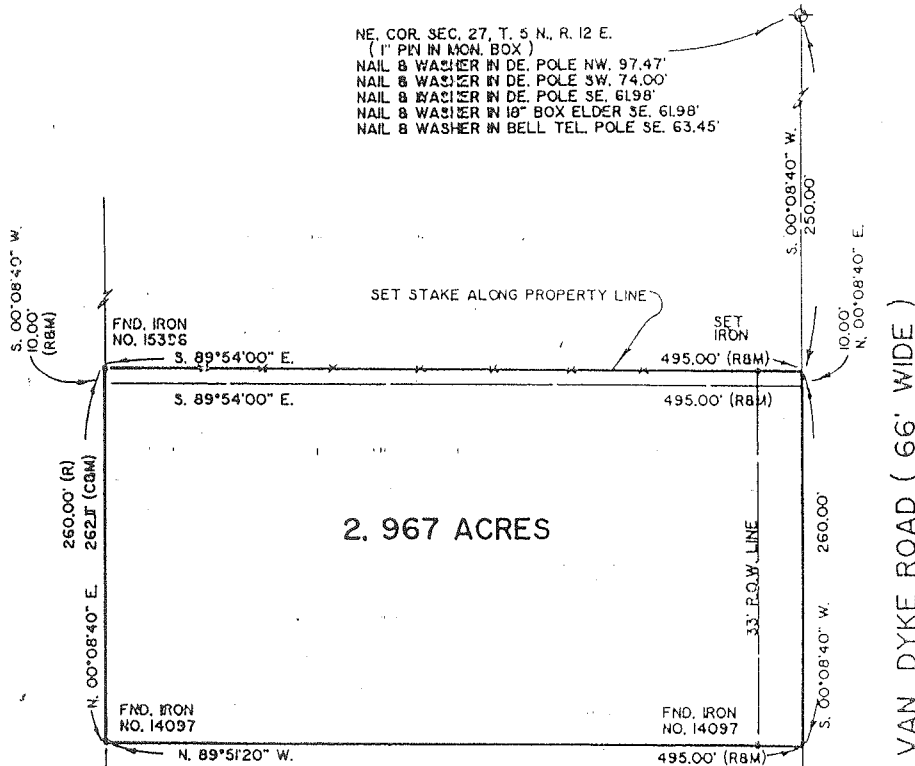 NE. COR. SEC. 27, T. 5 N., R. 12 E.
( 1" PIN IN MON. BOX )
NAIL & WASHER IN DE. POLE NW. 97.47'
NAIL & WASHER IN DE. POLE SW. 74.00'
NAIL & WASHER IN DE. POLE SE. 61.98'
NAIL & WASHER IN 18" BOX ELDER SE. 61.98'
NAIL & WASHER IN BELL TEL. POLE SE. 63.45'
S. 00°08'40" W.
250.00'
S. 00°08'40" W.
10.00'
(R&M)
SET STAKE ALONG PROPERTY LINE
10.00'
N. 00°08'40" E.
FND. IRON
NO. 15396
SET
IRON
S. 89°54'00" E.
495.00' (R&M)
S. 89°54'00" E.
495.00' (R&M)
260.00' (R)
(C&M)
N. 00°08'40" E.
2.967 ACRES
33' R.O.W. LINE
260.00'
S. 00°08'40" W.
VAN DYKE ROAD ( 66' WIDE )
FND. IRON
NO. 14097
FND. IRON
NO. 14097
N. 89°51'20" W.
495.00' (R&M)